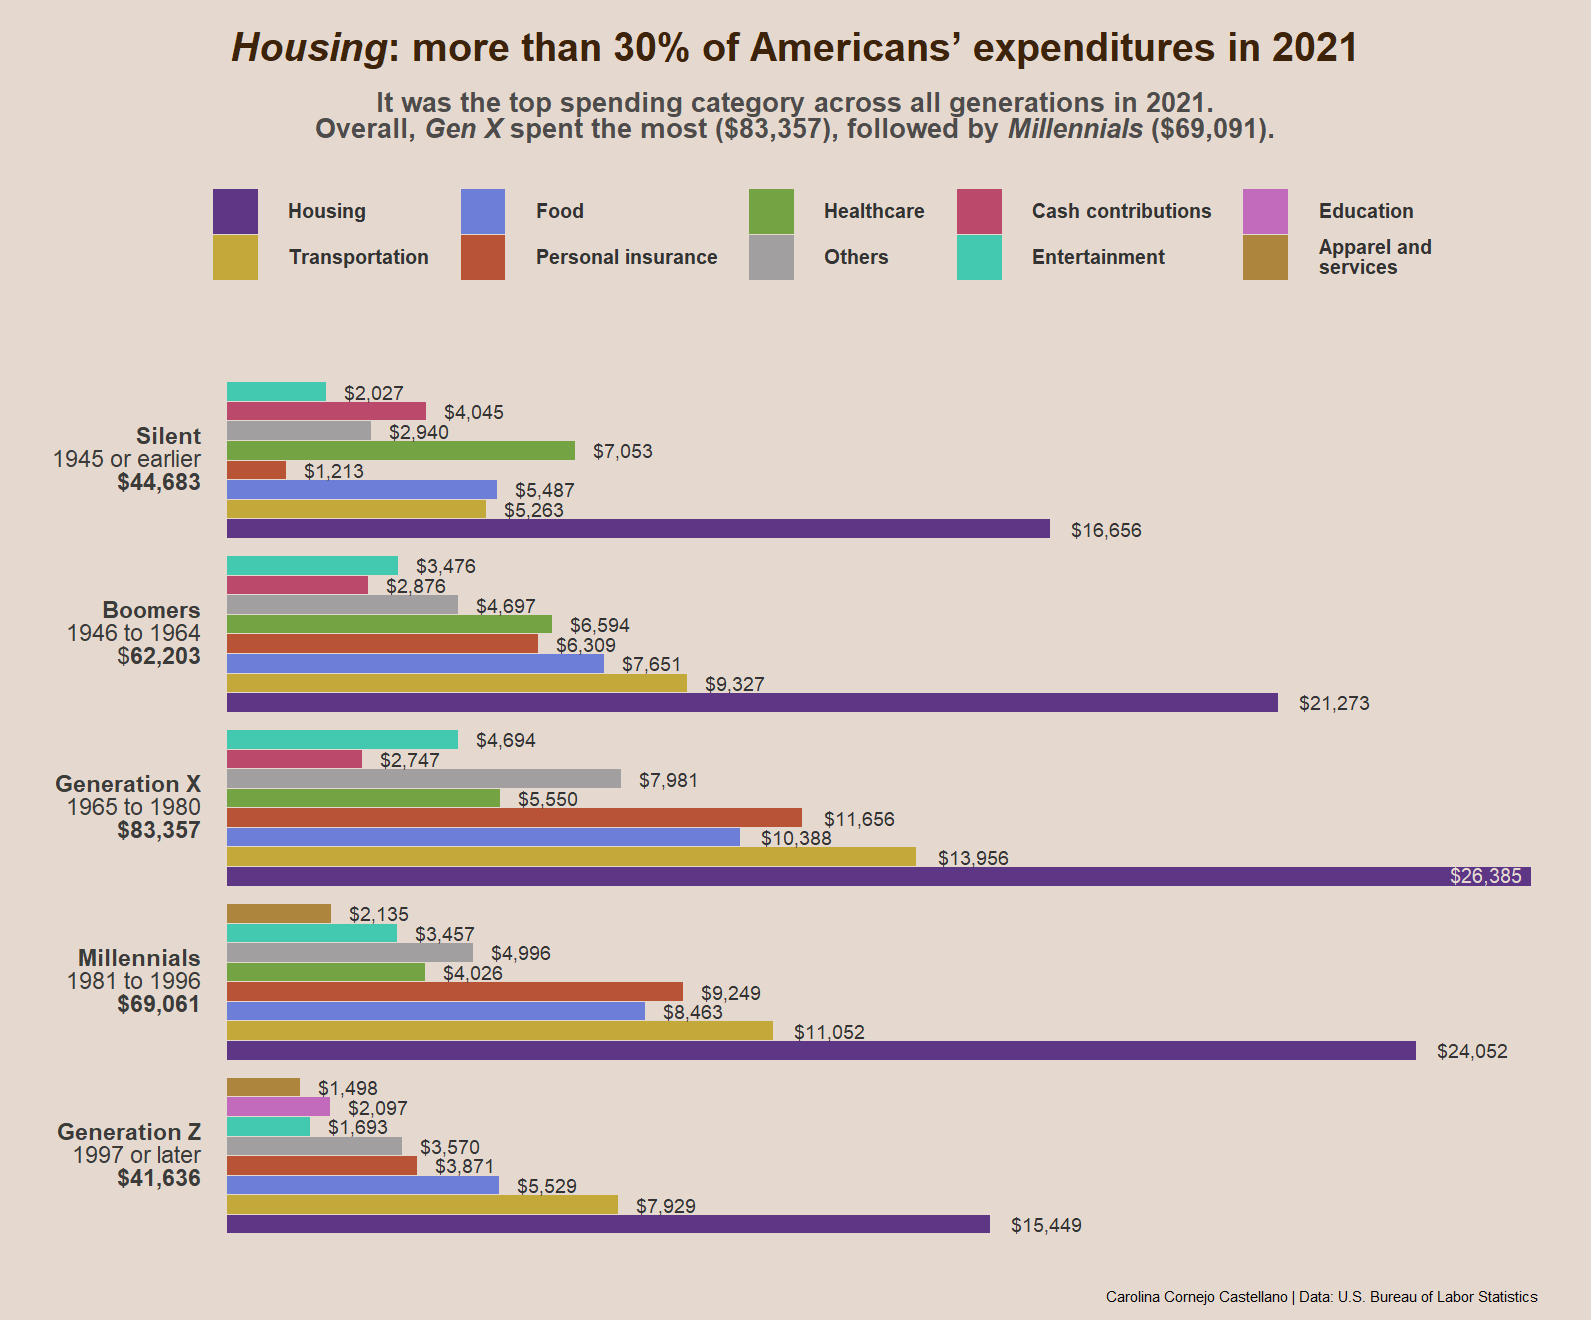 Housing: more than 30% of Americans’ expenditures in 2021
It was the top spending category across all generations in 2021.
Overall, Gen X spent the most ($83,357), followed by Millennials ($69,091).
Housing
Food
Healthcare
Cash contributions
Education
Transportation
Personal insurance
Others
Entertainment
Apparel and
services
Silent
1945 or earlier
$44,683
$2,027
$4,045
$2,940
$7,053
$1,213
$5,487
$5,263
$16,656
Boomers
1946 to 1964
$62,203
$3,476
$2,876
$4,697
$6,594
$6,309
$7,651
$9,327
$21,273
Generation X
1965 to 1980
$83,357
$4,694
$2,747
$7,981
$5,550
$11,656
$10,388
$13,956
$26,385
Millennials
1981 to 1996
$69,061
$2,135
$3,457
$4,996
$4,026
$9,249
$8,463
$11,052
$24,052
Generation Z
1997 or later
$41,636
$1,498
$2,097
$1,693
$3,570
$3,871
$5,529
$7,929
$15,449
Carolina Cornejo Castellano | Data: U.S. Bureau of Labor Statistics